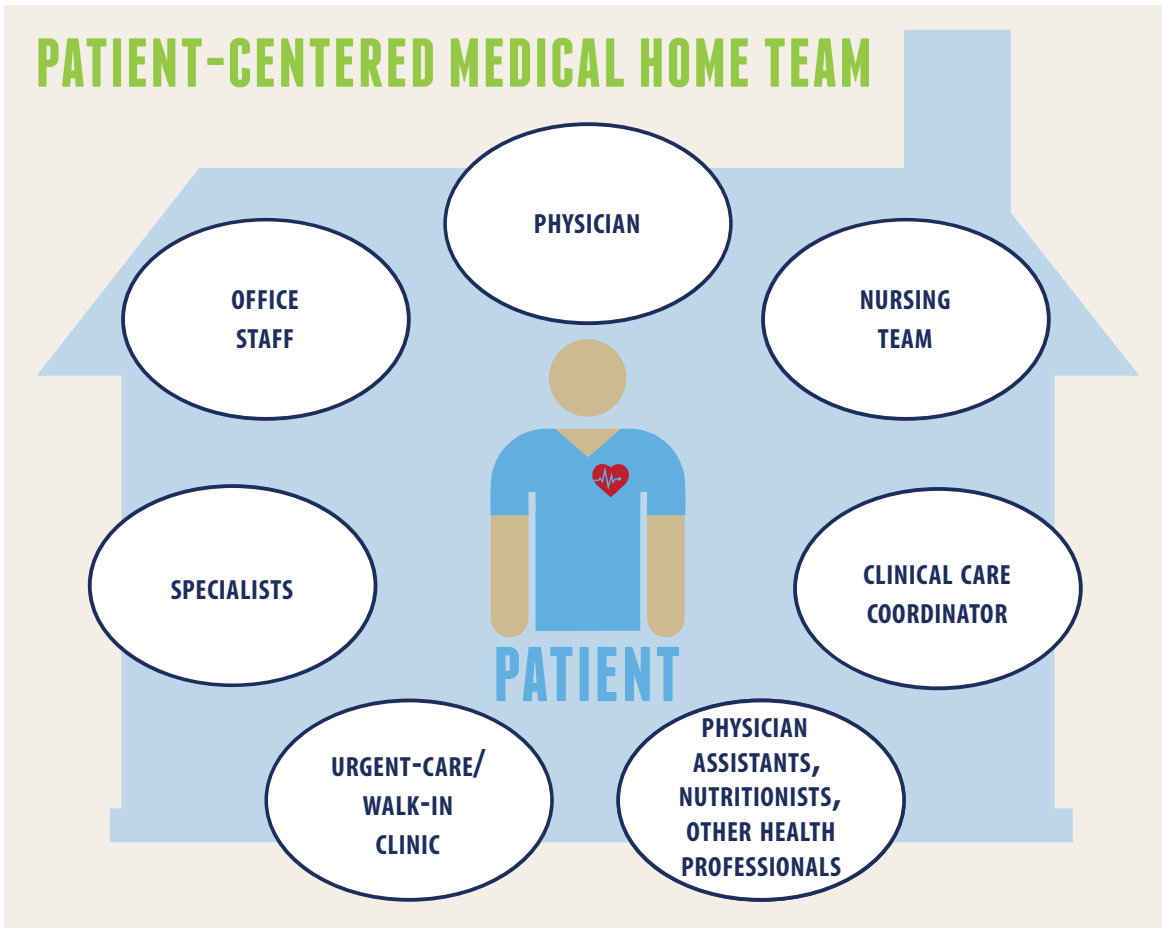 PATIENT-CENTERED MEDICAL HOME TEAM
PHYSICIAN
OFFICE
STAFF
NURSING
TEAM
SPECIALISTS
CLINICAL CARE
COORDINATOR
PATIENT
URGENT-CARE/
WALK-IN
CLINIC
PHYSICIAN
ASSISTANTS,
NUTRITIONISTS,
OTHER HEALTH
PROFESSIONALS